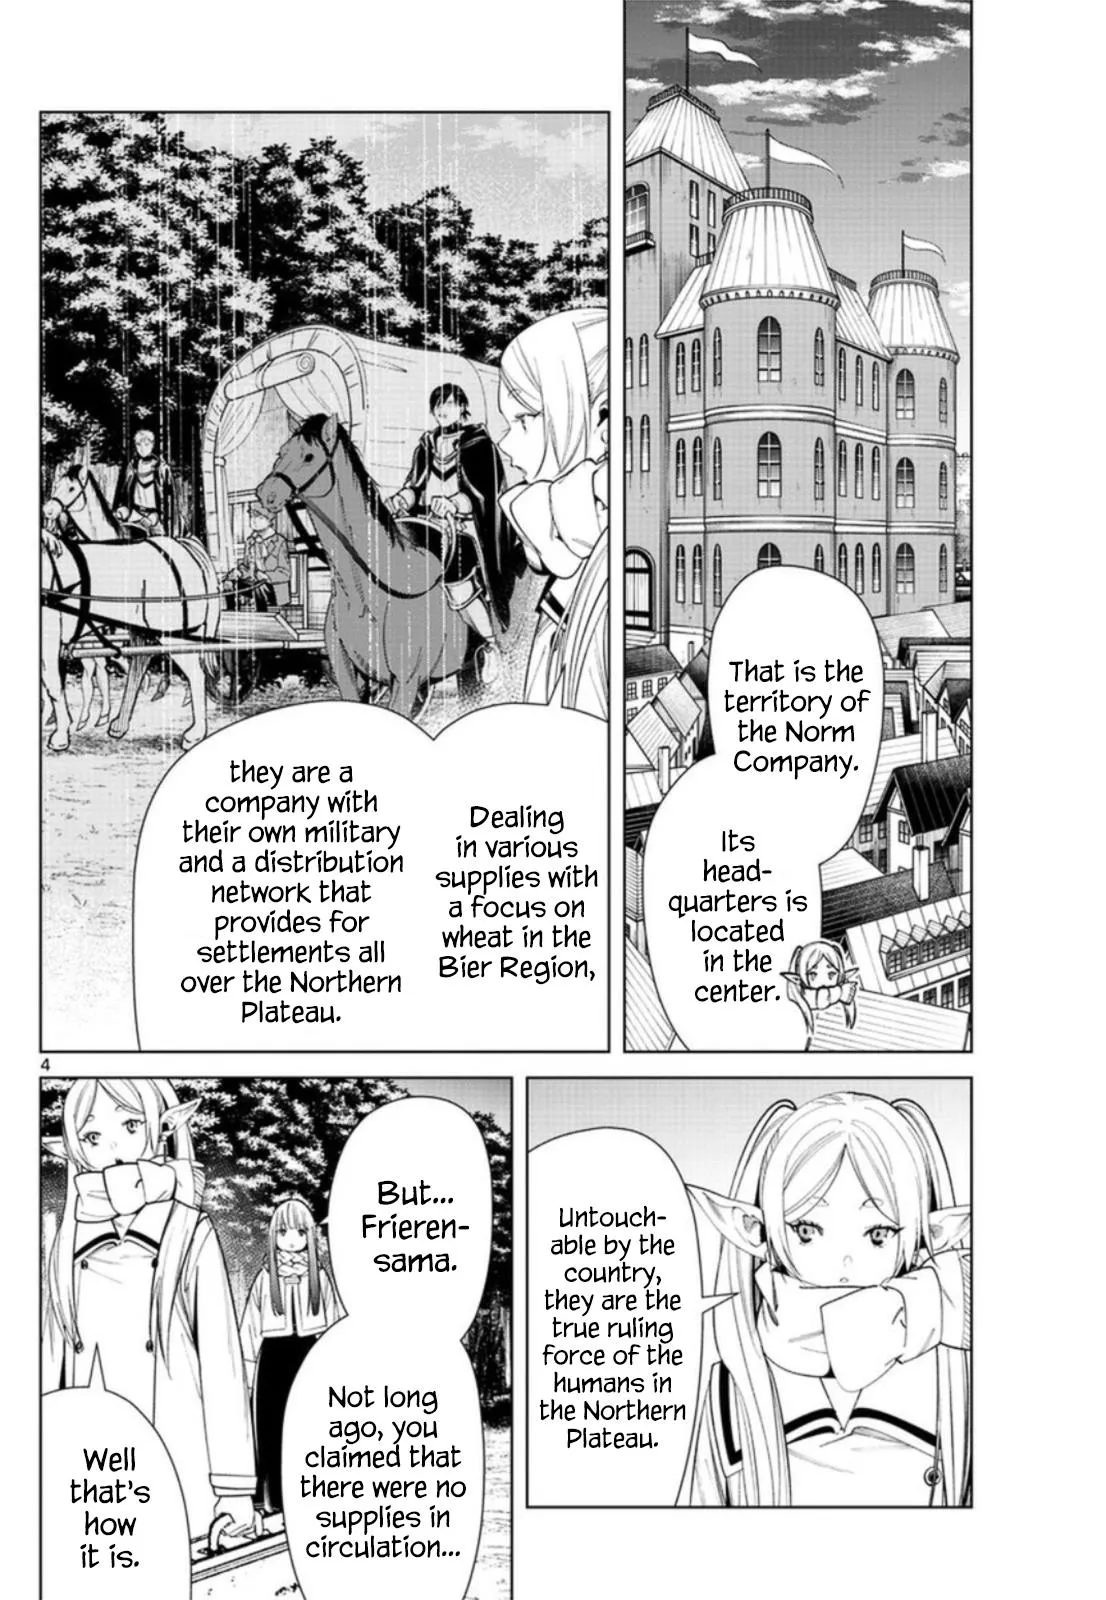 That is the
territory of
the Norm
Company.
Its
head-
quarters is
located
in the
center.
Dealing
in various
supplies with
a focus on
wheat in the
Bier Region,
they are a
company with
their own military
and a distribution
network that
provides for
settlements all
over the Northern
Plateau.
4
Untouch-
able by the
country,
they are the
true ruling
force of the
humans in
the Northern
Plateau.
But...
Frieren-
sama.
Not long
ago, you
claimed that
there were no
supplies in
circulation...
Well
that's
how
it is.